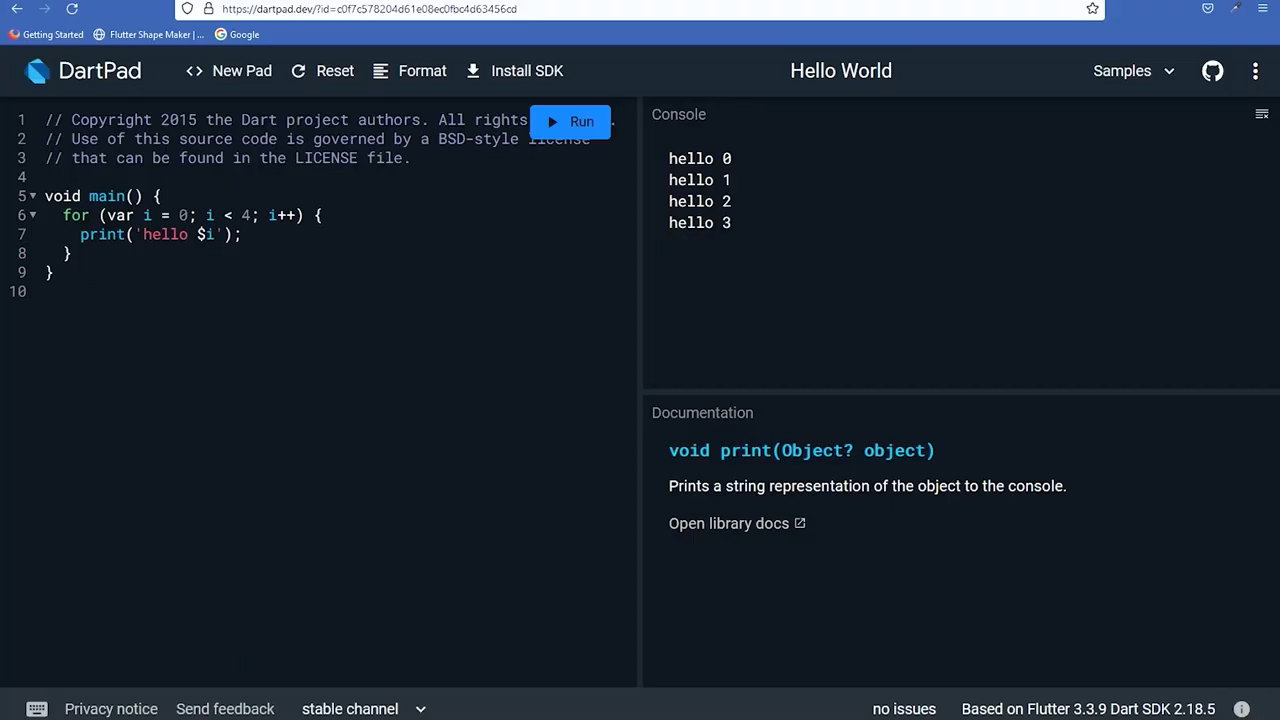 https://dartpad.dev/?id=c0f7c578204d61e08ec0fbc4d63456cd
Getting Started
Flutter Shape Maker | ...
Google
DartPad
New Pad
Reset
Format
Install SDK
Hello World
Samples
1 // Copyright 2015 the Dart project authors. All rights .
2 // Use of this source code is governed by a BSD-style license
3 // that can be found in the LICENSE file.
4
5 void main() {
6 for (var i = 0; i < 4; i++) {
7 print('hello $i');
8 }
9 }
10
Run
Console
hello 0
hello 1
hello 2
hello 3
Documentation
void print(Object? object)
Prints a string representation of the object to the console.
Open library docs
Privacy notice
Send feedback
stable channel
no issues
Based on Flutter 3.3.9 Dart SDK 2.18.5